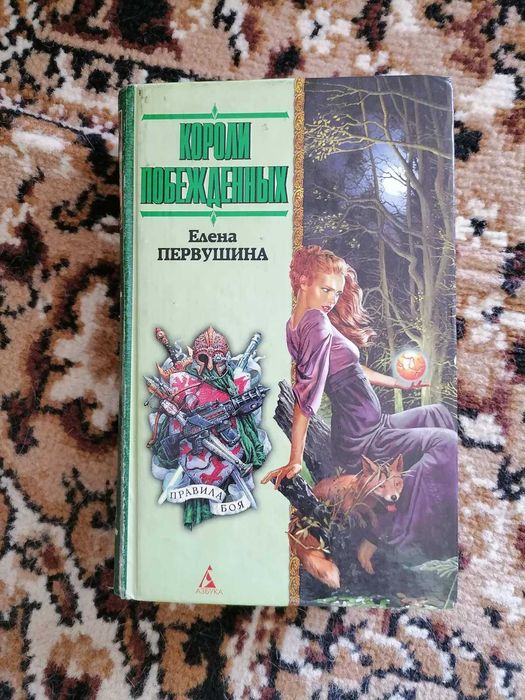 КОРОЛИ
ПОБЕЖДЕННЫХ
Елена
ПЕРВУШИНА
ПРАВИЛА
БОЯ
АЗБУКА